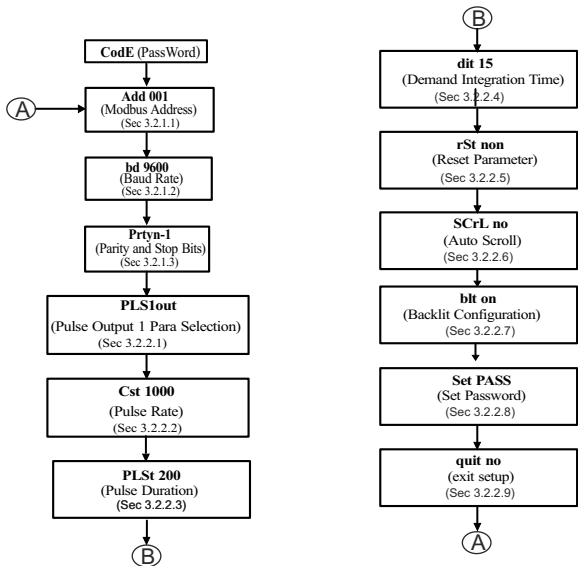 CodE (PassWord)
A
Add 001
(Modbus Address)
(Sec 3.2.1.1)
bd 9600
(Baud Rate)
(Sec 3.2.1.2)
Prtyn-1
(Parity and Stop Bits)
(Sec 3.2.1.3)
PLS1out
(Pulse Output 1 Para Selection)
(Sec 3.2.2.1)
Cst 1000
(Pulse Rate)
(Sec 3.2.2.2)
PLSt 200
(Pulse Duration)
(Sec 3.2.2.3)
B
B
dit 15
(Demand Integration Time)
(Sec 3.2.2.4)
rSt non
(Reset Parameter)
(Sec 3.2.2.5)
SCrL no
(Auto Scroll)
(Sec 3.2.2.6)
blt on
(Backlit Configuration)
(Sec 3.2.2.7)
Set PASS
(Set Password)
(Sec 3.2.2.8)
quit no
(exit setup)
(Sec 3.2.2.9)
A